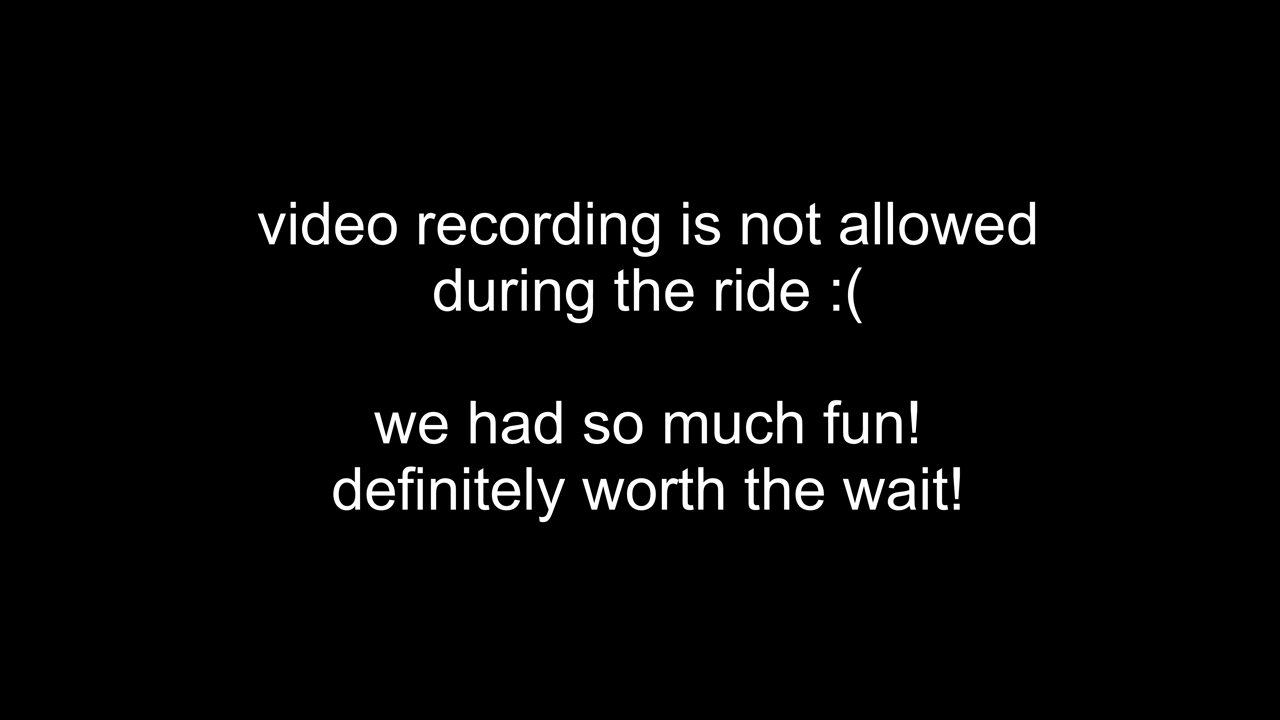 video recording is not allowed
during the ride :(
we had so much fun!
definitely worth the wait!